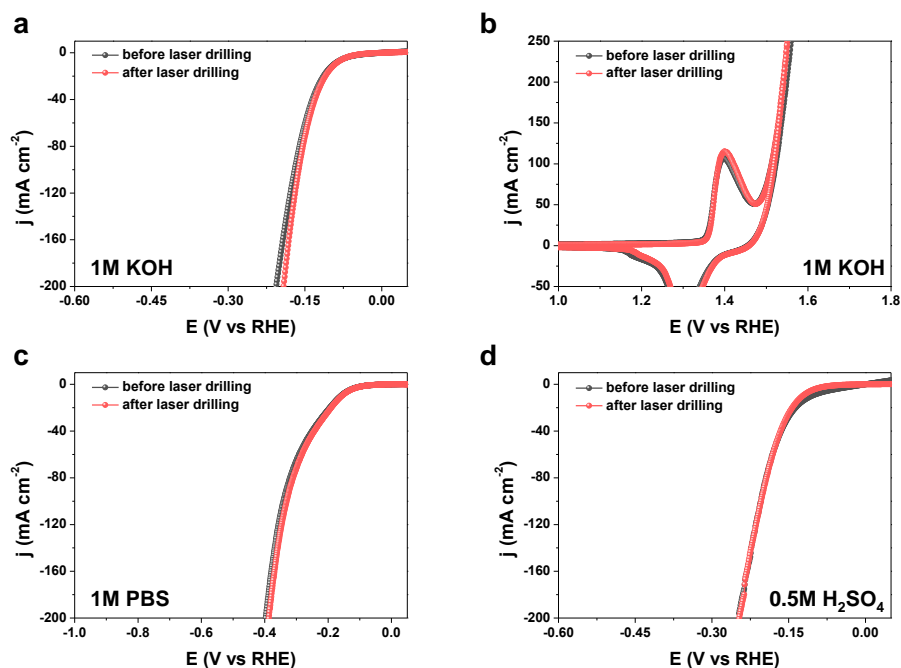 a
before laser drilling
after laser drilling
j (mA cm⁻²)
0
-40
-80
-120
-160
-200
1M KOH
-0.60 -0.45 -0.30 -0.15 0.00
E (V vs RHE)
b
before laser drilling
after laser drilling
j (mA cm⁻²)
250
200
150
100
50
0
-50
1M KOH
1.0 1.2 1.4 1.6 1.8
E (V vs RHE)
c
before laser drilling
after laser drilling
j (mA cm⁻²)
0
-40
-80
-120
-160
-200
1M PBS
-1.0 -0.8 -0.6 -0.4 -0.2 0.0
E (V vs RHE)
d
before laser drilling
after laser drilling
j (mA cm⁻²)
0
-40
-80
-120
-160
-200
0.5M H₂SO₄
-0.60 -0.45 -0.30 -0.15 0.00
E (V vs RHE)